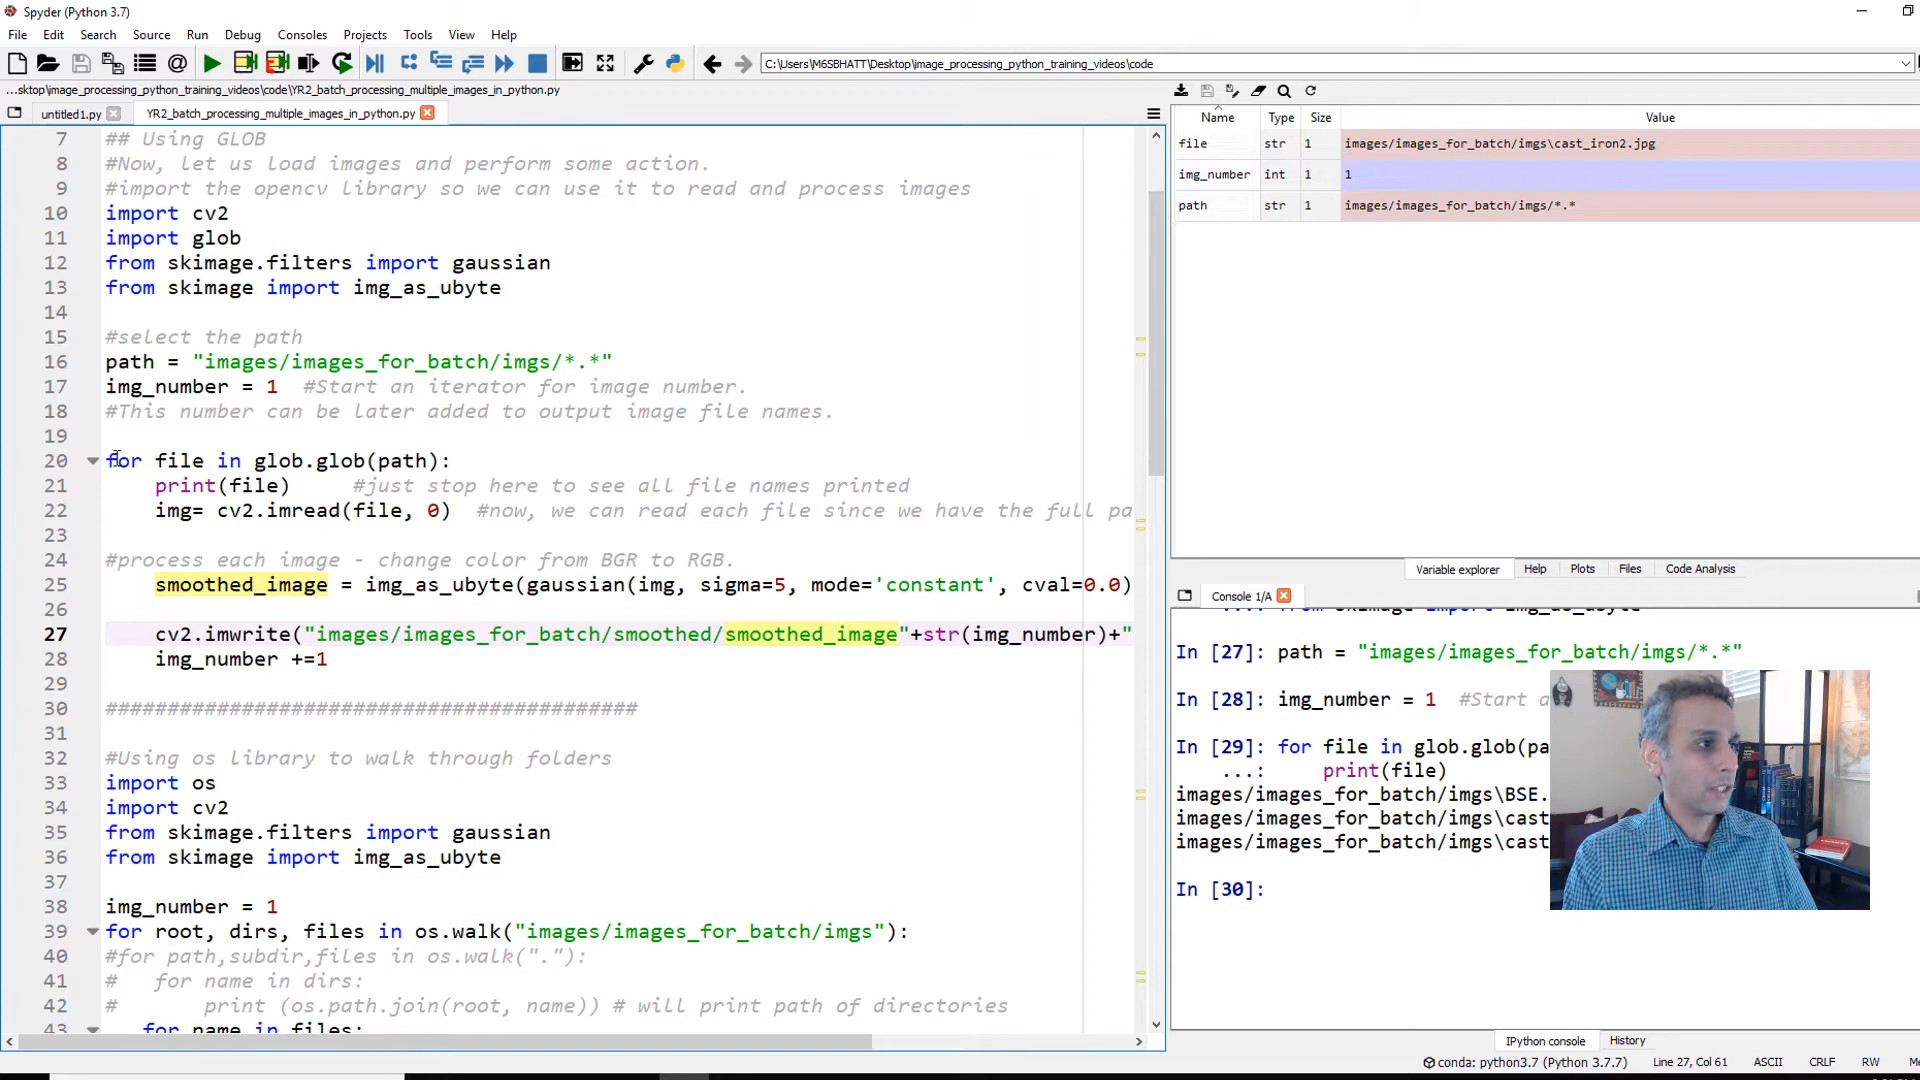 Spyder (Python 3.7)
File Edit Search Source Run Debug Consoles Projects Tools View Help
C:\Users\M6SBHATT\Desktop\image_processing_python_training_videos\code
...sktop\image_processing_python_training_videos\code\YR2_batch_processing_multiple_images_in_python.py
untitled1.py YR2_batch_processing_multiple_images_in_python.py
7 ## Using GLOB
8 #Now, let us load images and perform some action.
9 #import the opencv library so we can use it to read and process images
10 import cv2
11 import glob
12 from skimage.filters import gaussian
13 from skimage import img_as_ubyte
14
15 #select the path
16 path = "images/images_for_batch/imgs/*.*"
17 img_number = 1 #Start an iterator for image number.
18 #This number can be later added to output image file names.
19
20 for file in glob.glob(path):
21 print(file) #just stop here to see all file names printed
22 img= cv2.imread(file, 0) #now, we can read each file since we have the full pa
23
24 #process each image - change color from BGR to RGB.
25 smoothed_image = img_as_ubyte(gaussian(img, sigma=5, mode='constant', cval=0.0)
26
27 cv2.imwrite("images/images_for_batch/smoothed/smoothed_image"+str(img_number)+"
28 img_number +=1
29
30 ###########################################
31
32 #Using os library to walk through folders
33 import os
34 import cv2
35 from skimage.filters import gaussian
36 from skimage import img_as_ubyte
37
38 img_number = 1
39 for root, dirs, files in os.walk("images/images_for_batch/imgs"):
40 #for path,subdir,files in os.walk("."):
41 # for name in dirs:
42 # print (os.path.join(root, name)) # will print path of directories
43 for name in files:
Name Type Size Value
file str 1 images/images_for_batch/imgs\cast_iron2.jpg
img_number int 1 1
path str 1 images/images_for_batch/imgs/*.*
Variable explorer Help Plots Files Code Analysis
Console 1/A
...: from skimage import img_as_ubyte
In [27]: path = "images/images_for_batch/imgs/*.*"
In [28]: img_number = 1 #Start a
In [29]: for file in glob.glob(pa
...: print(file)
images/images_for_batch/imgs\BSE.
images/images_for_batch/imgs\cast
images/images_for_batch/imgs\cast
In [30]:
IPython console History
conda: python3.7 (Python 3.7.7) Line 27, Col 61 ASCII CRLF RW